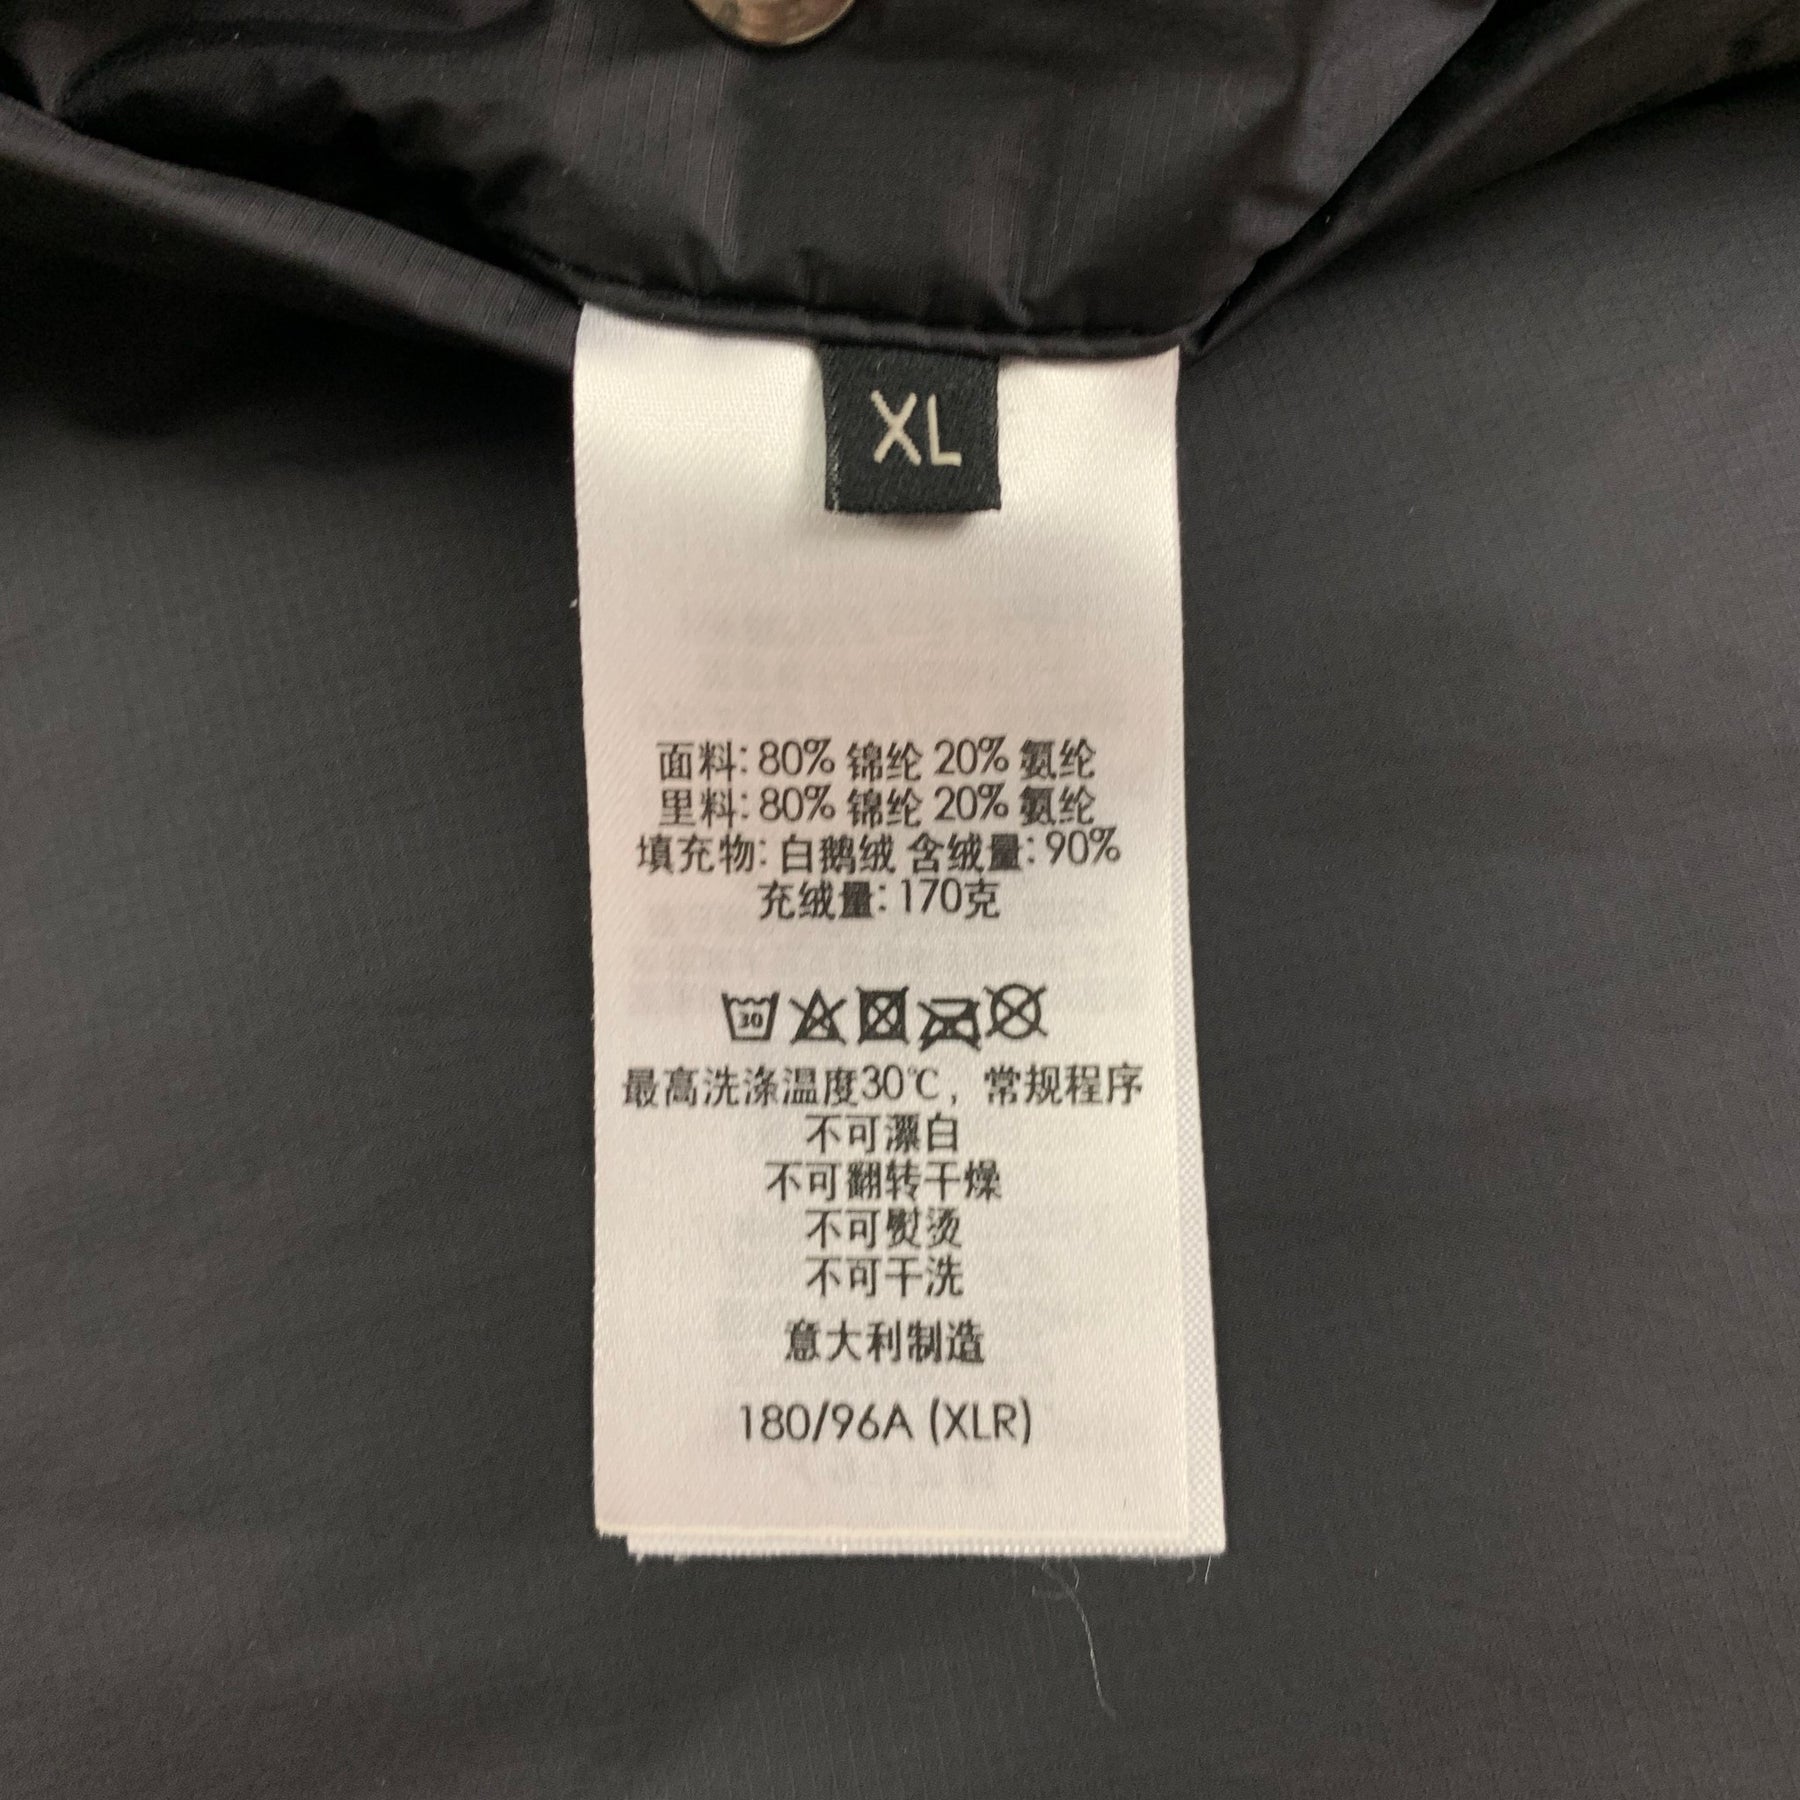 XL
面料: 80% 锦纶 20% 氨纶
里料: 80% 锦纶 20% 氨纶
填充物: 白鹅绒 含绒量: 90%
充绒量: 170克
30
最高洗涤温度30℃，常规程序
不可漂白
不可翻转干燥
不可熨烫
不可干洗
意大利制造
180/96A (XLR)